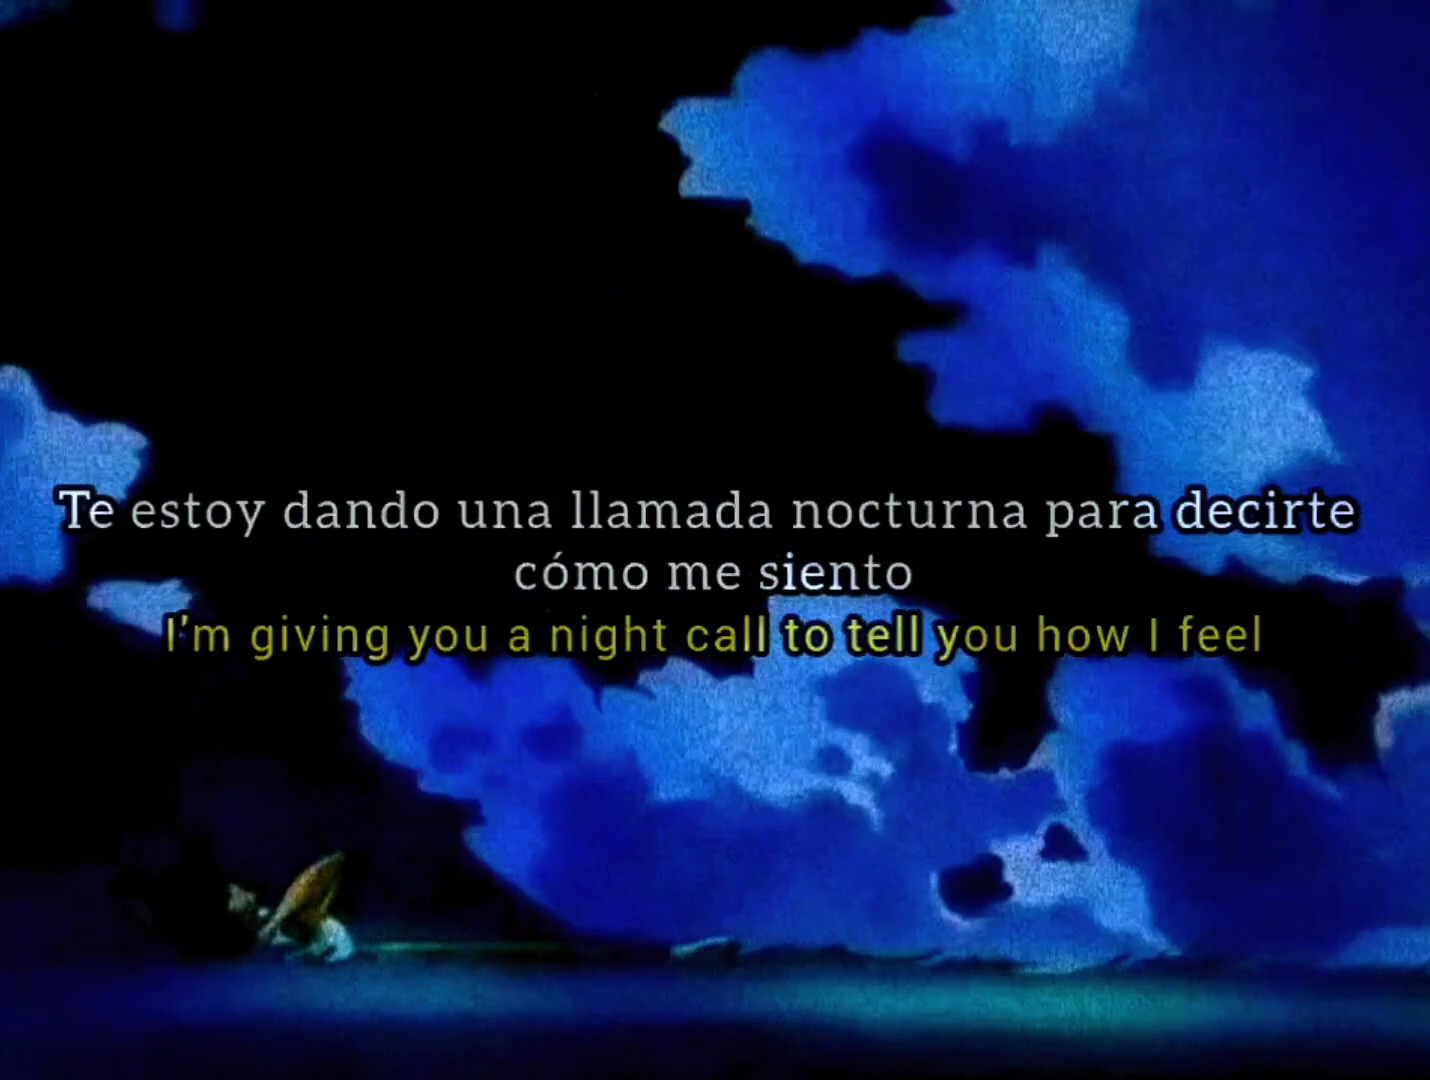 Te estoy dando una llamada nocturna para decirte
cómo me siento
I'm giving you a night call to tell you how I feel